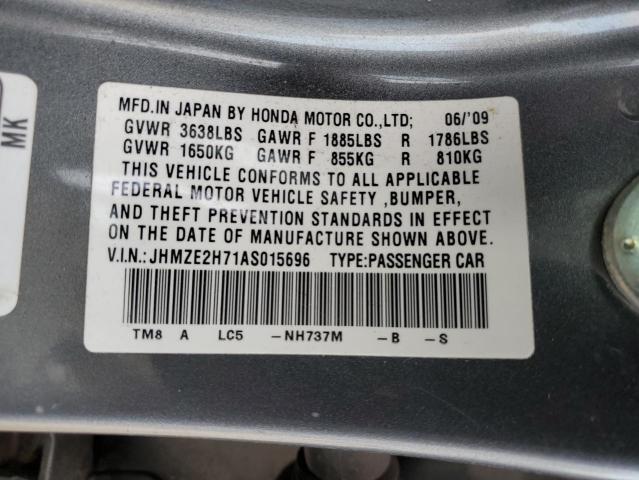 MFD.IN JAPAN BY HONDA MOTOR CO.,LTD; 06/'09
GVWR 3638LBS GAWR F 1885LBS R 1786LBS
GVWR 1650KG GAWR F 855KG R 810KG
THIS VEHICLE CONFORMS TO ALL APPLICABLE
FEDERAL MOTOR VEHICLE SAFETY ,BUMPER,
AND THEFT PREVENTION STANDARDS IN EFFECT
ON THE DATE OF MANUFACTURE SHOWN ABOVE.
V.I.N.:JHMZE2H71AS015696 TYPE:PASSENGER CAR
TM8 A LC5 -NH737M -B -S
MK